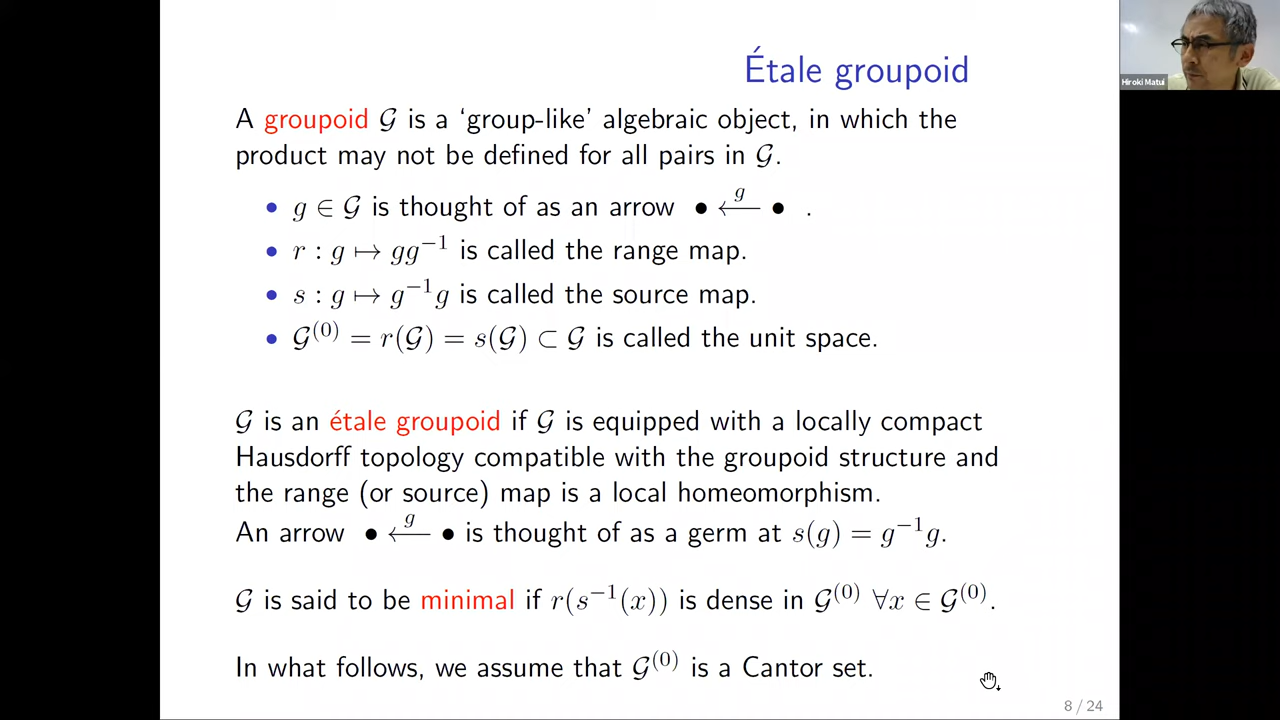 Étale groupoid
Hiroki Matui
A groupoid 𝒢 is a ‘group-like’ algebraic object, in which the
product may not be defined for all pairs in 𝒢.
• g ∈ 𝒢 is thought of as an arrow • ←g • .
• r : g ↦ gg⁻¹ is called the range map.
• s : g ↦ g⁻¹g is called the source map.
• 𝒢⁽⁰⁾ = r(𝒢) = s(𝒢) ⊂ 𝒢 is called the unit space.
𝒢 is an étale groupoid if 𝒢 is equipped with a locally compact
Hausdorff topology compatible with the groupoid structure and
the range (or source) map is a local homeomorphism.
An arrow • ←g • is thought of as a germ at s(g) = g⁻¹g.
𝒢 is said to be minimal if r(s⁻¹(x)) is dense in 𝒢⁽⁰⁾ ∀x ∈ 𝒢⁽⁰⁾.
In what follows, we assume that 𝒢⁽⁰⁾ is a Cantor set.
8 / 24